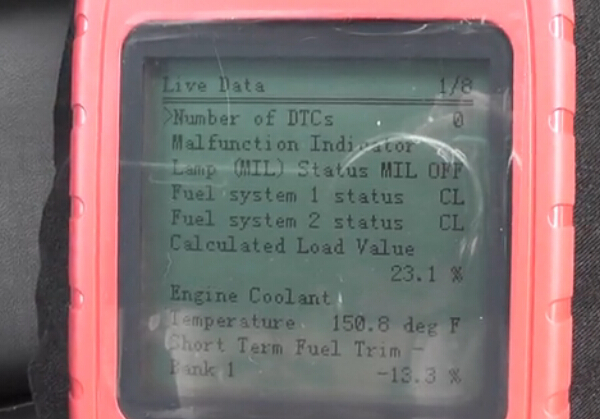 Live Data 1/8
>Number of DTCs 0
Malfunction Indicator
Lamp (MIL) Status MIL OFF
Fuel system 1 status CL
Fuel system 2 status CL
Calculated Load Value
23.1 %
Engine Coolant
Temperature 150.8 deg F
Short Term Fuel Trim -
Bank 1 -13.3 %